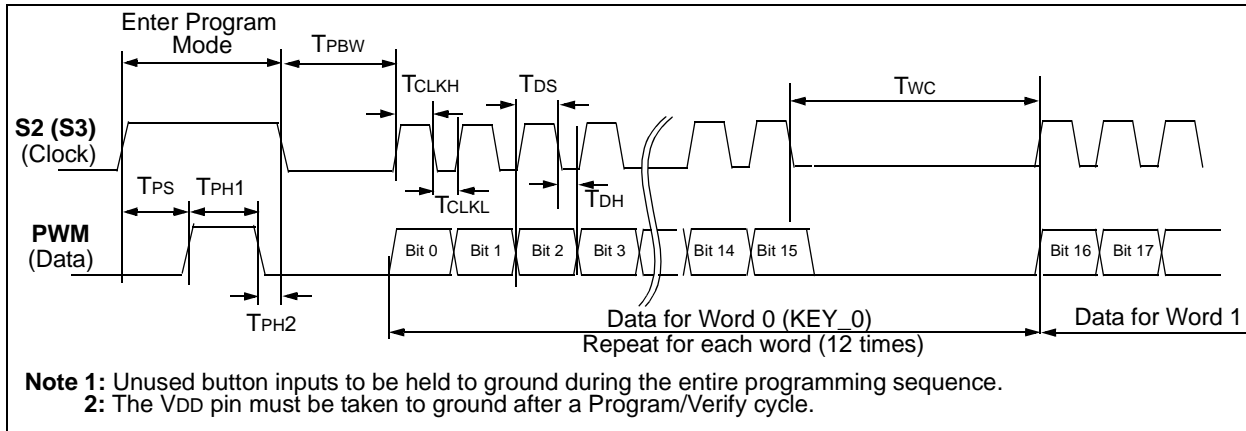 Enter Program
Mode
TPBW
TCLKH
TDS
TWC
S2 (S3)
(Clock)
TPS
TPH1
TCLKL
TDH
PWM
(Data)
Bit 0
Bit 1
Bit 2
Bit 3
Bit 14
Bit 15
Bit 16
Bit 17
TPH2
Data for Word 0 (KEY_0)
Repeat for each word (12 times)
Data for Word 1
Note 1: Unused button inputs to be held to ground during the entire programming sequence.
2: The VDD pin must be taken to ground after a Program/Verify cycle.